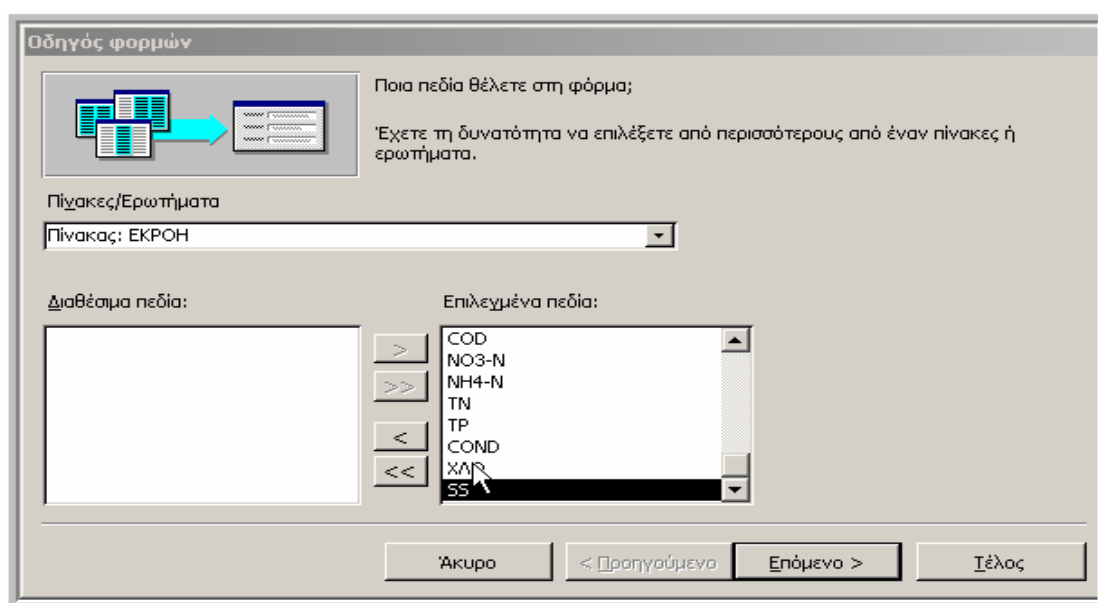 Οδηγός φορμών
Ποια πεδία θέλετε στη φόρμα;
Έχετε τη δυνατότητα να επιλέξετε από περισσότερους από έναν πίνακες ή
ερωτήματα.
Πίνακες/Ερωτήματα
Πίνακας: ΕΚΡΟΗ
Διαθέσιμα πεδία:
Επιλεγμένα πεδία:
>
>>
<
<<
COD
NO3-N
NH4-N
TN
TP
COND
SS
Άκυρο
< Προηγούμενο
Επόμενο >
Τέλος